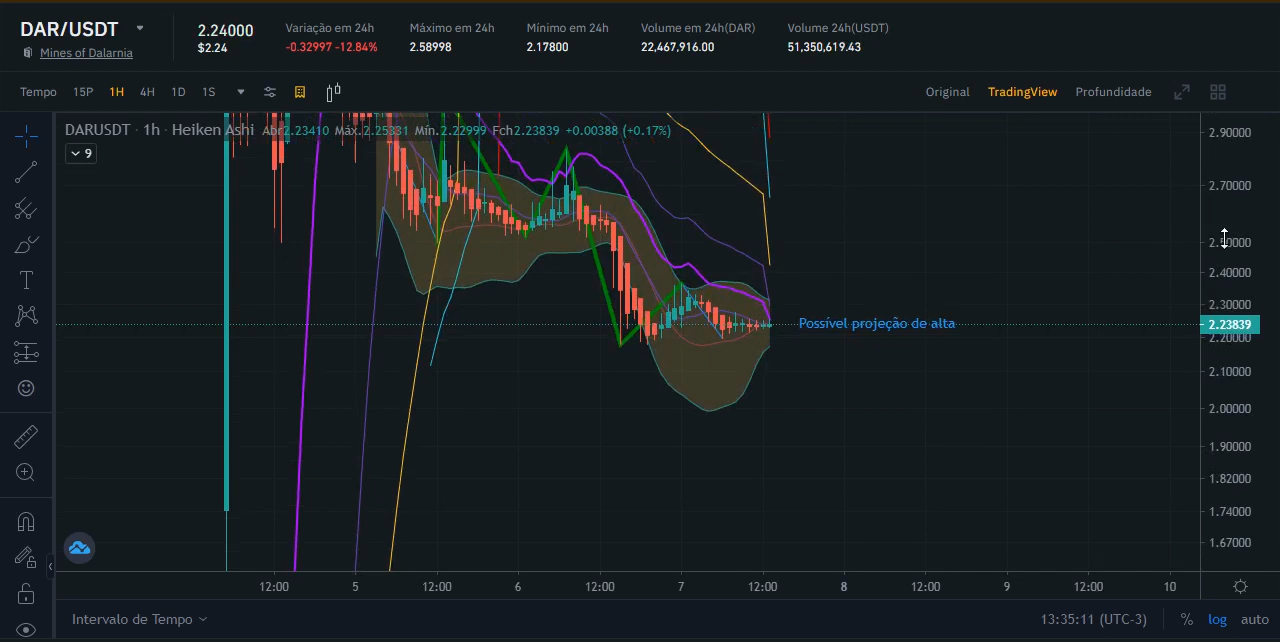 DAR/USDT
Mines of Dalarnia
2.24000
$2.24
Variação em 24h
-0.32997 -12.84%
Máximo em 24h
2.58998
Mínimo em 24h
2.17800
Volume em 24h(DAR)
22,467,916.00
Volume 24h(USDT)
51,350,619.43
Tempo 15P 1H 4H 1D 1S
Original TradingView Profundidade
DARUSDT · 1h · Heiken Ashi Abr2.23410 Máx.2.25331 Mín.2.22999 Fch2.23839 +0.00388 (+0.17%)
9
2.90000
2.70000
2.50000
2.40000
2.30000
Possível projeção de alta
2.23839
2.20000
2.10000
2.00000
1.90000
1.82000
1.74000
1.67000
12:00 5 12:00 6 12:00 7 12:00 8 12:00 9 12:00 10
Intervalo de Tempo
13:35:11 (UTC-3) % log auto